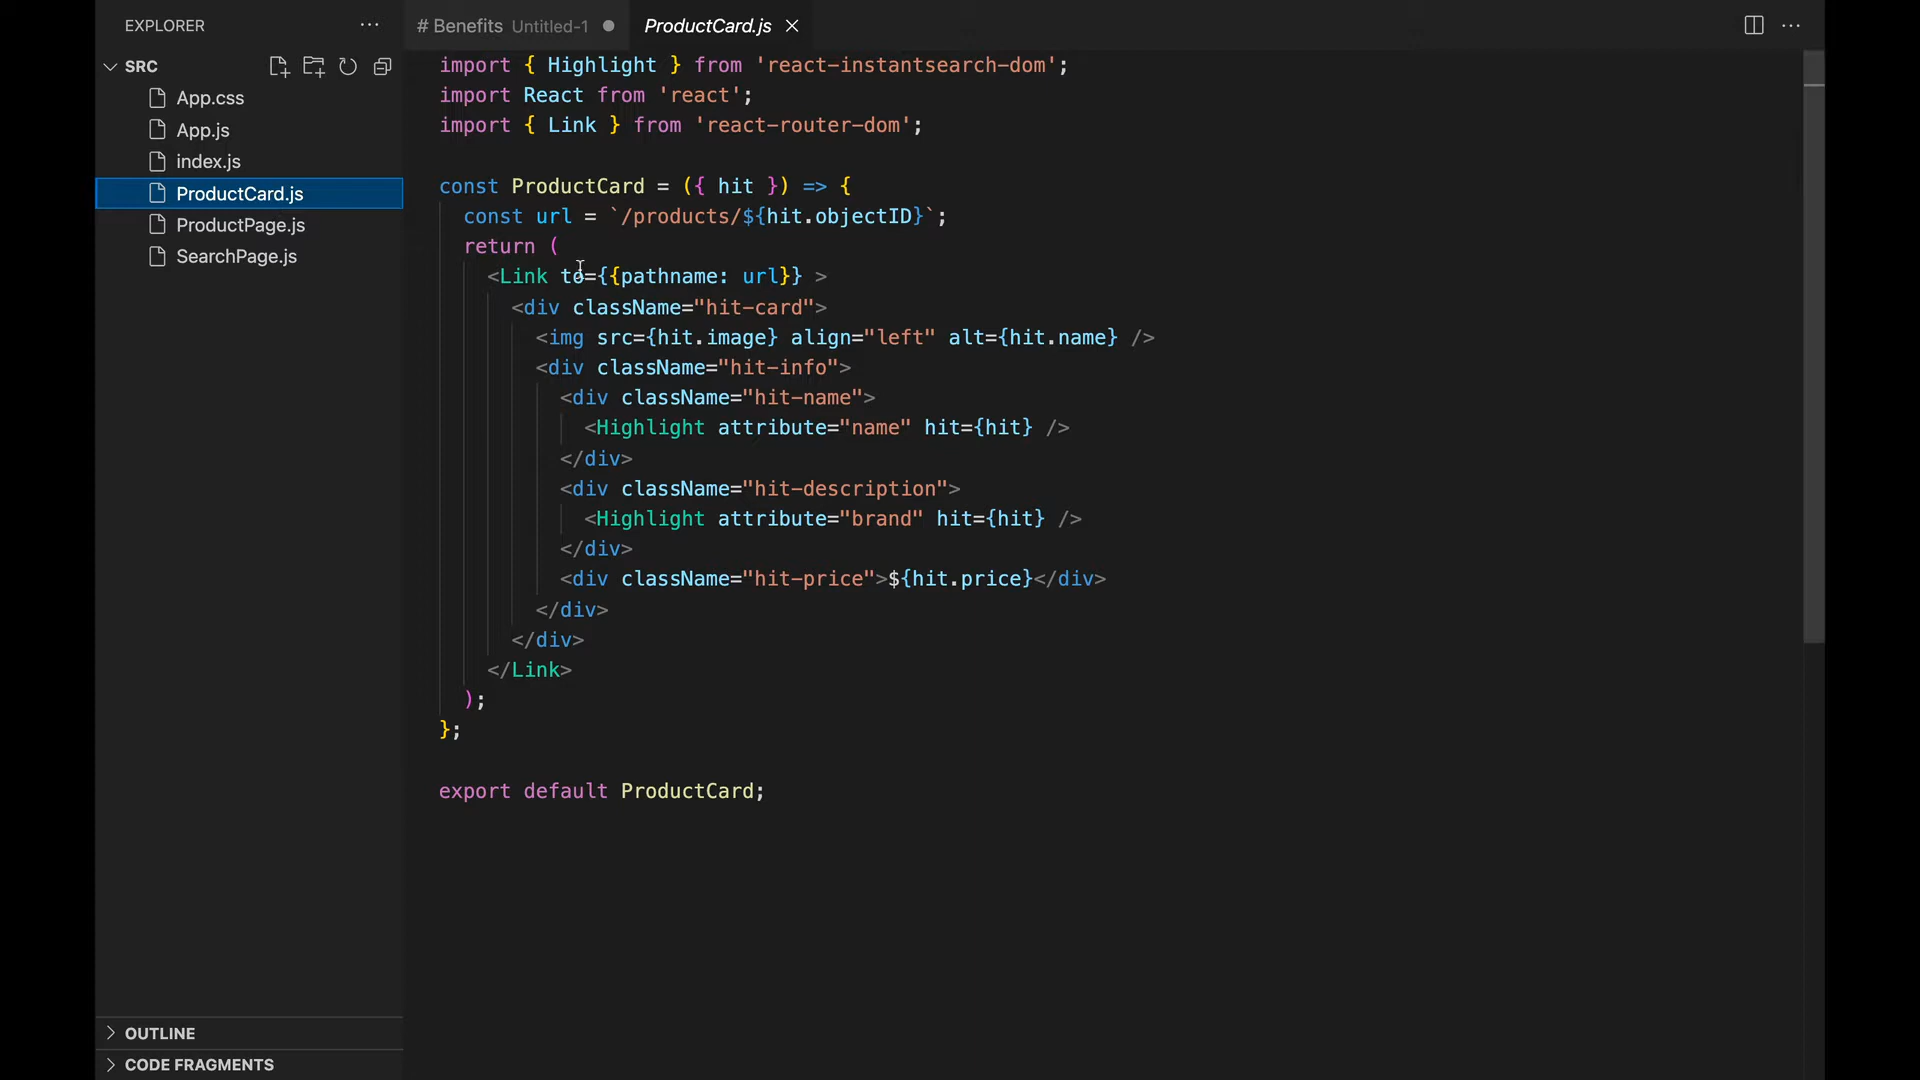 EXPLORER
SRC
App.css
App.js
index.js
ProductCard.js
ProductPage.js
SearchPage.js
OUTLINE
CODE FRAGMENTS
# Benefits Untitled-1
ProductCard.js
import { Highlight } from 'react-instantsearch-dom';
import React from 'react';
import { Link } from 'react-router-dom';
const ProductCard = ({ hit }) => {
const url = `/products/${hit.objectID}`;
return (
<Link to={{pathname: url}} >
<div className="hit-card">
<img src={hit.image} align="left" alt={hit.name} />
<div className="hit-info">
<div className="hit-name">
<Highlight attribute="name" hit={hit} />
</div>
<div className="hit-description">
<Highlight attribute="brand" hit={hit} />
</div>
<div className="hit-price">${hit.price}</div>
</div>
</div>
</Link>
);
};
export default ProductCard;